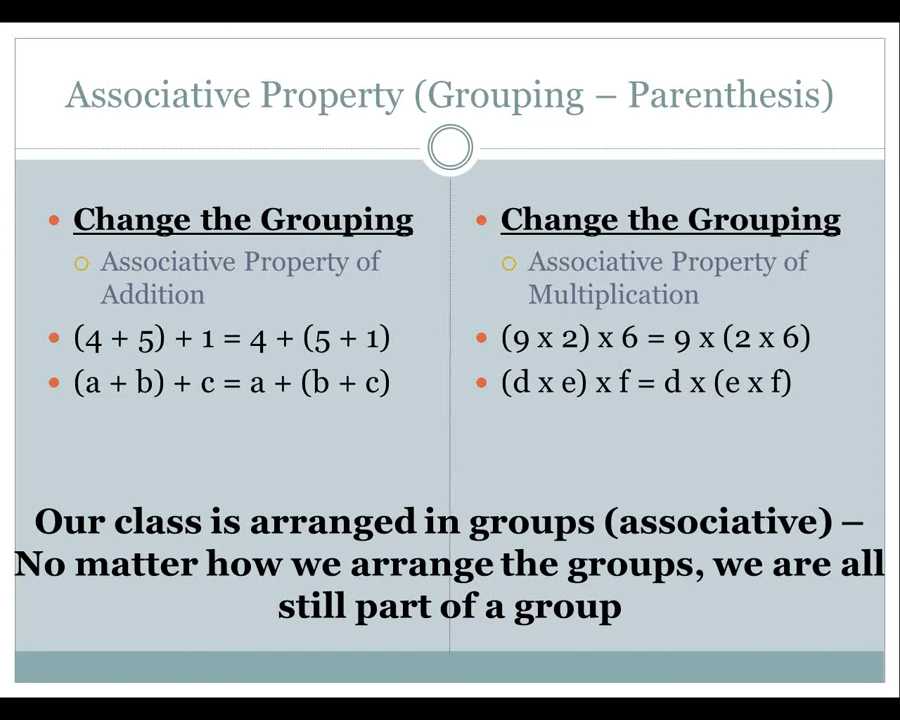 Associative Property (Grouping – Parenthesis)
Change the Grouping
Associative Property of
Addition
(4 + 5) + 1 = 4 + (5 + 1)
(a + b) + c = a + (b + c)
Change the Grouping
Associative Property of
Multiplication
(9 x 2) x 6 = 9 x (2 x 6)
(d x e) x f = d x (e x f)
Our class is arranged in groups (associative) –
No matter how we arrange the groups, we are all
still part of a group